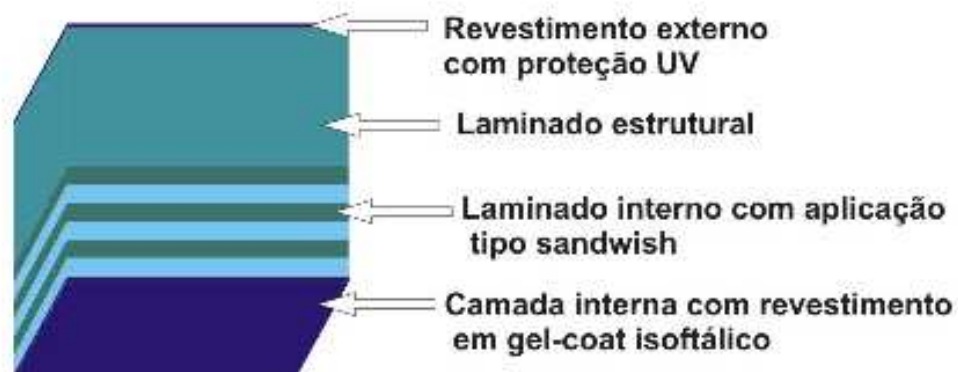 Revestimento externo
com proteção UV
Laminado estrutural
Laminado interno com aplicação
tipo sandwish
Camada interna com revestimento
em gel-coat isoftálico